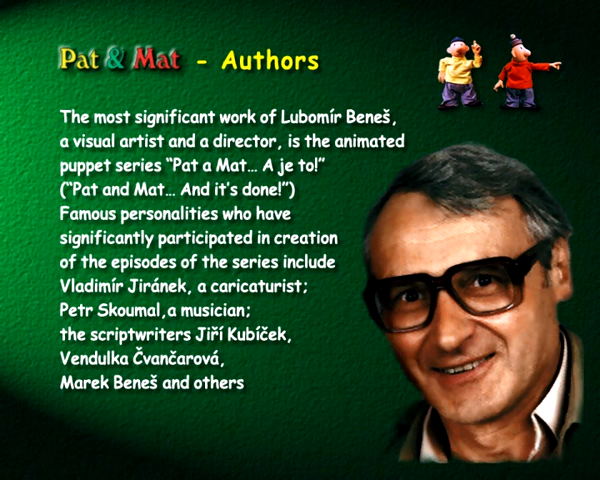 Pat & Mat - Authors
The most significant work of Lubomír Beneš,
a visual artist and a director, is the animated
puppet series “Pat a Mat... A je to!”
(“Pat and Mat... And it's done!”)
Famous personalities who have
significantly participated in creation
of the episodes of the series include
Vladimír Jiránek, a caricaturist;
Petr Skoumal,a musician;
the scriptwriters Jiří Kubíček,
Vendulka Čvančarová,
Marek Beneš and others